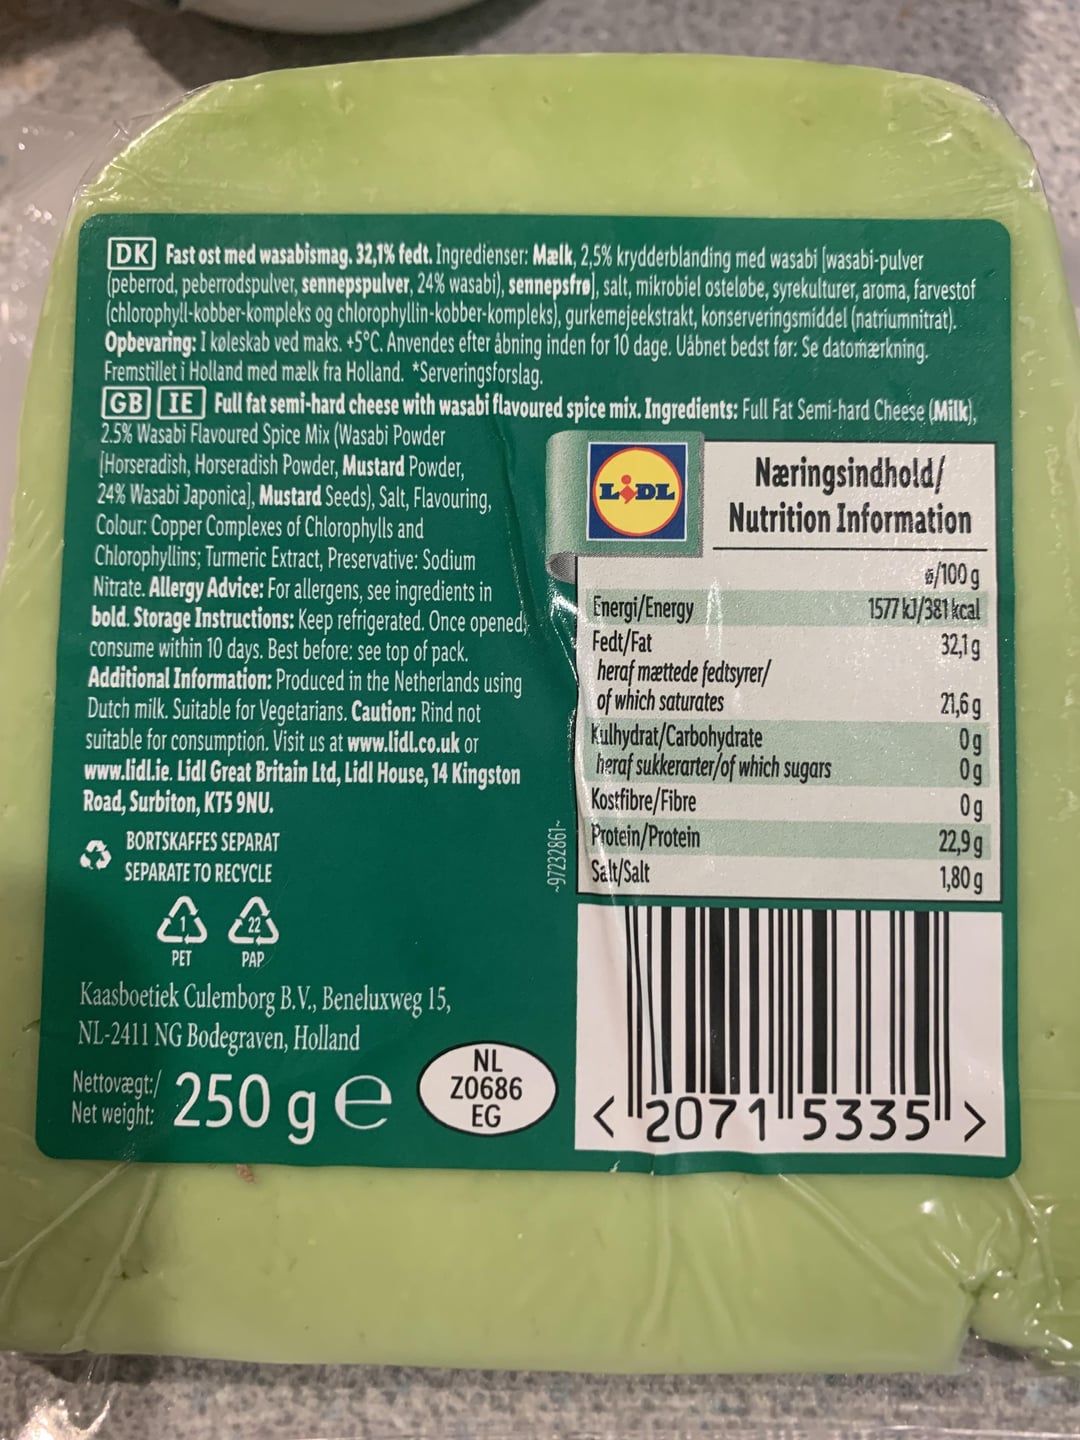 DK Fast ost med wasabismag. 32,1% fedt. Ingredienser: Mælk, 2,5% krydderblanding med wasabi [wasabi-pulver
(peberrod, peberrodspulver, sennepspulver, 24% wasabi), sennepsfrø], salt, mikrobiel osteløbe, syrekulturer, aroma, farvestof
(chlorophyll-kobber-kompleks og chlorophyllin-kobber-kompleks), gurkemejeekstrakt, konserveringsmiddel (natriumnitrat).
Opbevaring: I køleskab ved maks. +5°C. Anvendes efter åbning inden for 10 dage. Uåbnet bedst før: Se datomærkning.
Fremstillet i Holland med mælk fra Holland. *Serveringsforslag.
GB IE Full fat semi-hard cheese with wasabi flavoured spice mix. Ingredients: Full Fat Semi-hard Cheese (Milk),
2.5% Wasabi Flavoured Spice Mix (Wasabi Powder
[Horseradish, Horseradish Powder, Mustard Powder,
24% Wasabi Japonica], Mustard Seeds), Salt, Flavouring,
Colour: Copper Complexes of Chlorophylls and
Chlorophyllins; Turmeric Extract, Preservative: Sodium
Nitrate. Allergy Advice: For allergens, see ingredients in
bold. Storage Instructions: Keep refrigerated. Once opened,
consume within 10 days. Best before: see top of pack.
Additional Information: Produced in the Netherlands using
Dutch milk. Suitable for Vegetarians. Caution: Rind not
suitable for consumption. Visit us at www.lidl.co.uk or
www.lidl.ie. Lidl Great Britain Ltd, Lidl House, 14 Kingston
Road, Surbiton, KT5 9NU.
BORTSKAFFES SEPARAT
SEPARATE TO RECYCLE
1 22
PET PAP
Kaasboetiek Culemborg B.V., Beneluxweg 15,
NL-2411 NG Bodegraven, Holland
Nettovægt:/
Net weight: 250 g e
NL
Z0686
EG
LIDL
Næringsindhold/
Nutrition Information
ø/100 g
Energi/Energy 1577 kJ/381 kcal
Fedt/Fat 32,1 g
heraf mættede fedtsyrer/
of which saturates 21,6 g
Kulhydrat/Carbohydrate 0 g
heraf sukkerarter/of which sugars 0 g
Kostfibre/Fibre 0 g
Protein/Protein 22,9 g
Salt/Salt 1,80 g
~97232861~
< 2071 5335 >